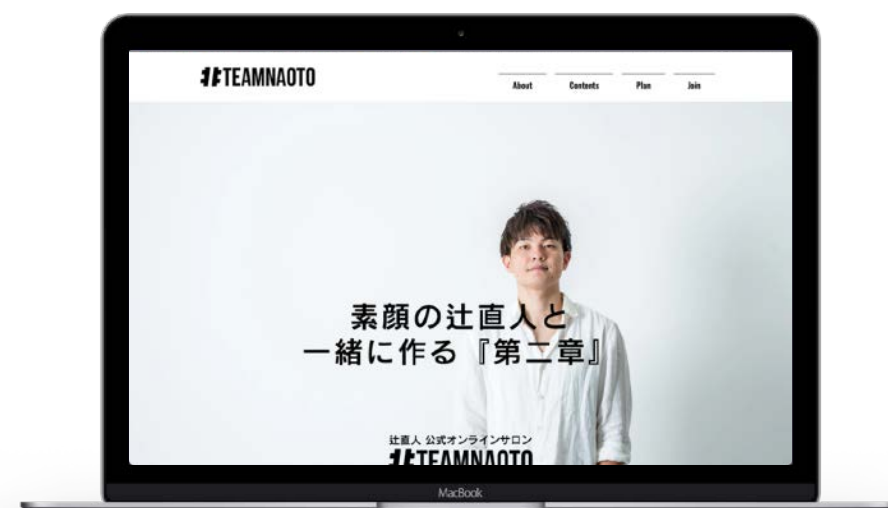 #TEAMNAOTO
About Contents Plan Join
素顔の辻直人と
一緒に作る『第二章』
辻直人 公式オンラインサロン
#TEAMNAOTO
MacBook